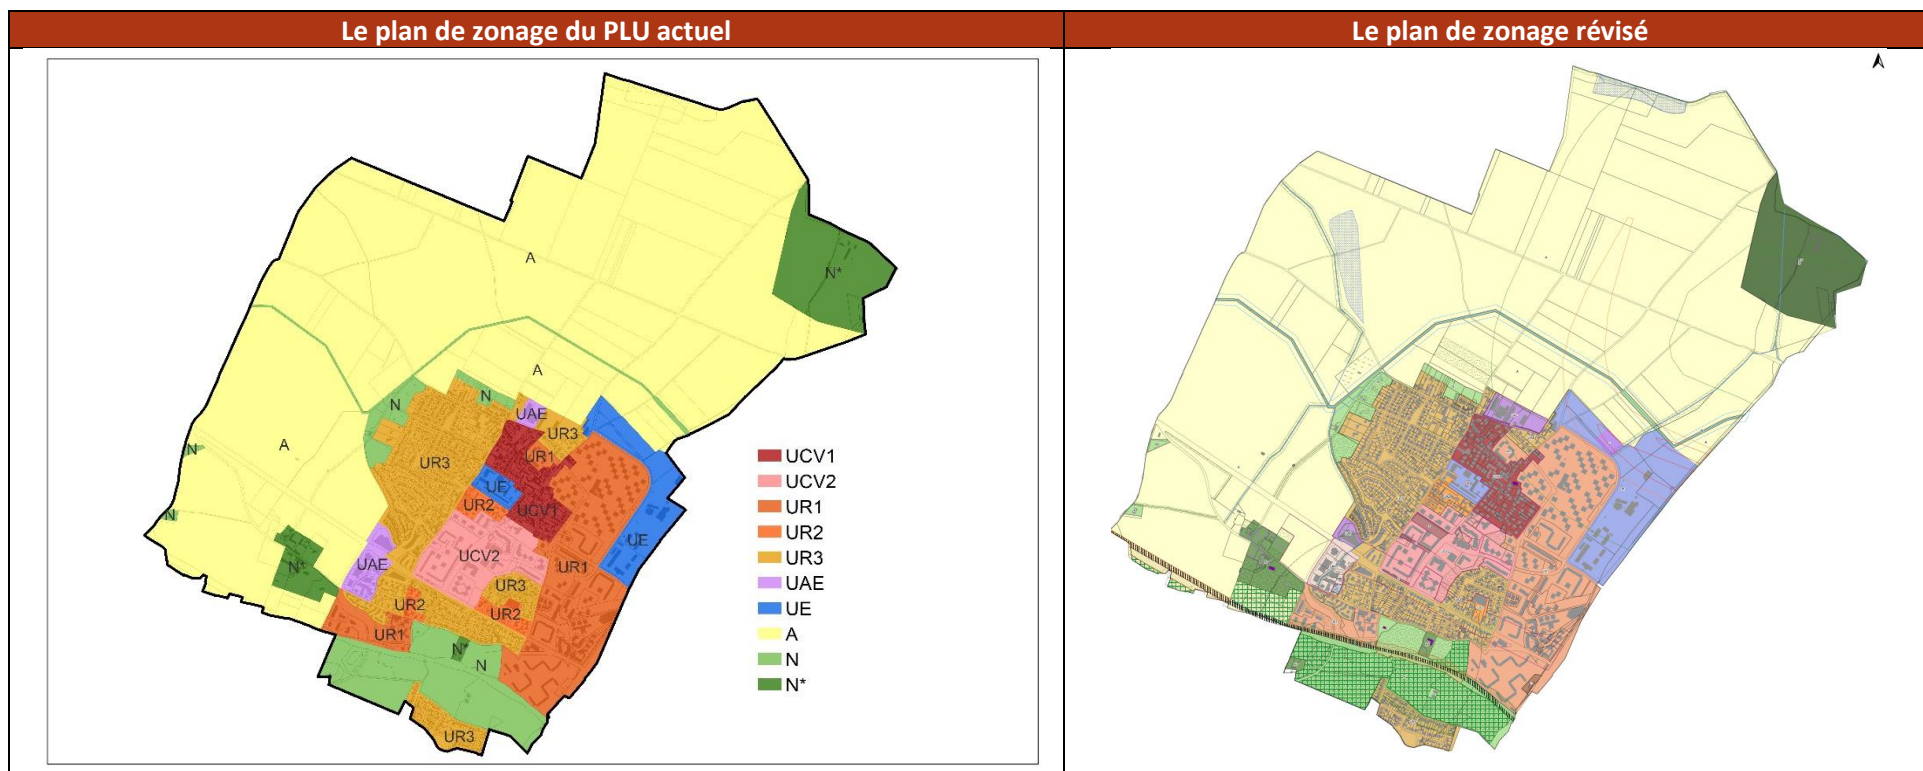 Le plan de zonage du PLU actuel
Le plan de zonage révisé
A
N*
A
N
N
UAE
UR3
A
UR1
UR3
N
UE
UR2
UCV1
N
UCV2
UE
UAE
UR1
N*
UR3
UR2
UR2
UR1
N*
N
UR3
UCV1
UCV2
UR1
UR2
UR3
UAE
UE
A
N
N*